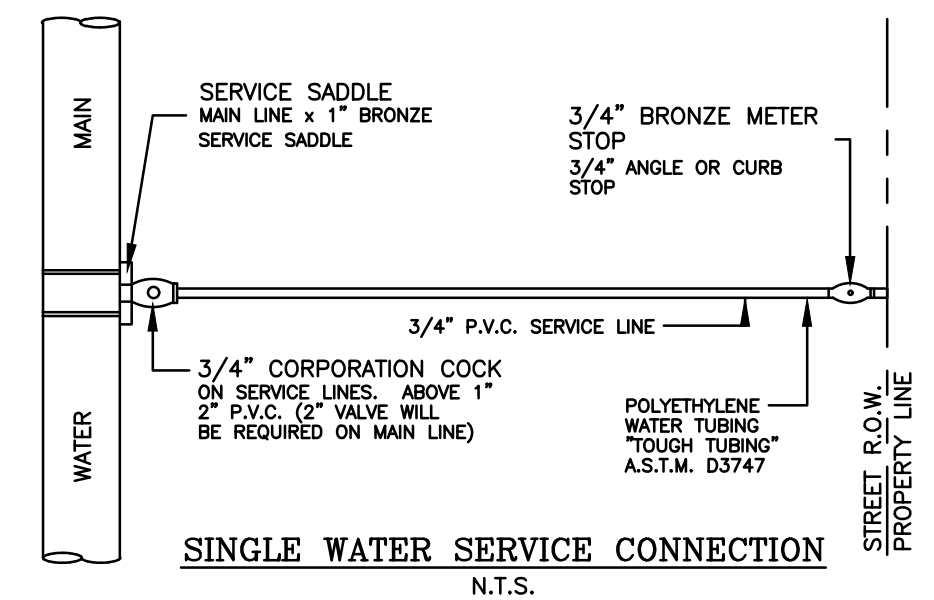 SERVICE SADDLE
MAIN LINE x 1" BRONZE
SERVICE SADDLE
3/4" BRONZE METER
STOP
3/4" ANGLE OR CURB
STOP
MAIN
WATER
3/4" P.V.C. SERVICE LINE
3/4" CORPORATION COCK
ON SERVICE LINES. ABOVE 1"
2" P.V.C. (2" VALVE WILL
BE REQUIRED ON MAIN LINE)
POLYETHYLENE
WATER TUBING
"TOUGH TUBING"
A.S.T.M. D3747
STREET R.O.W.
PROPERTY LINE
SINGLE WATER SERVICE CONNECTION
N.T.S.